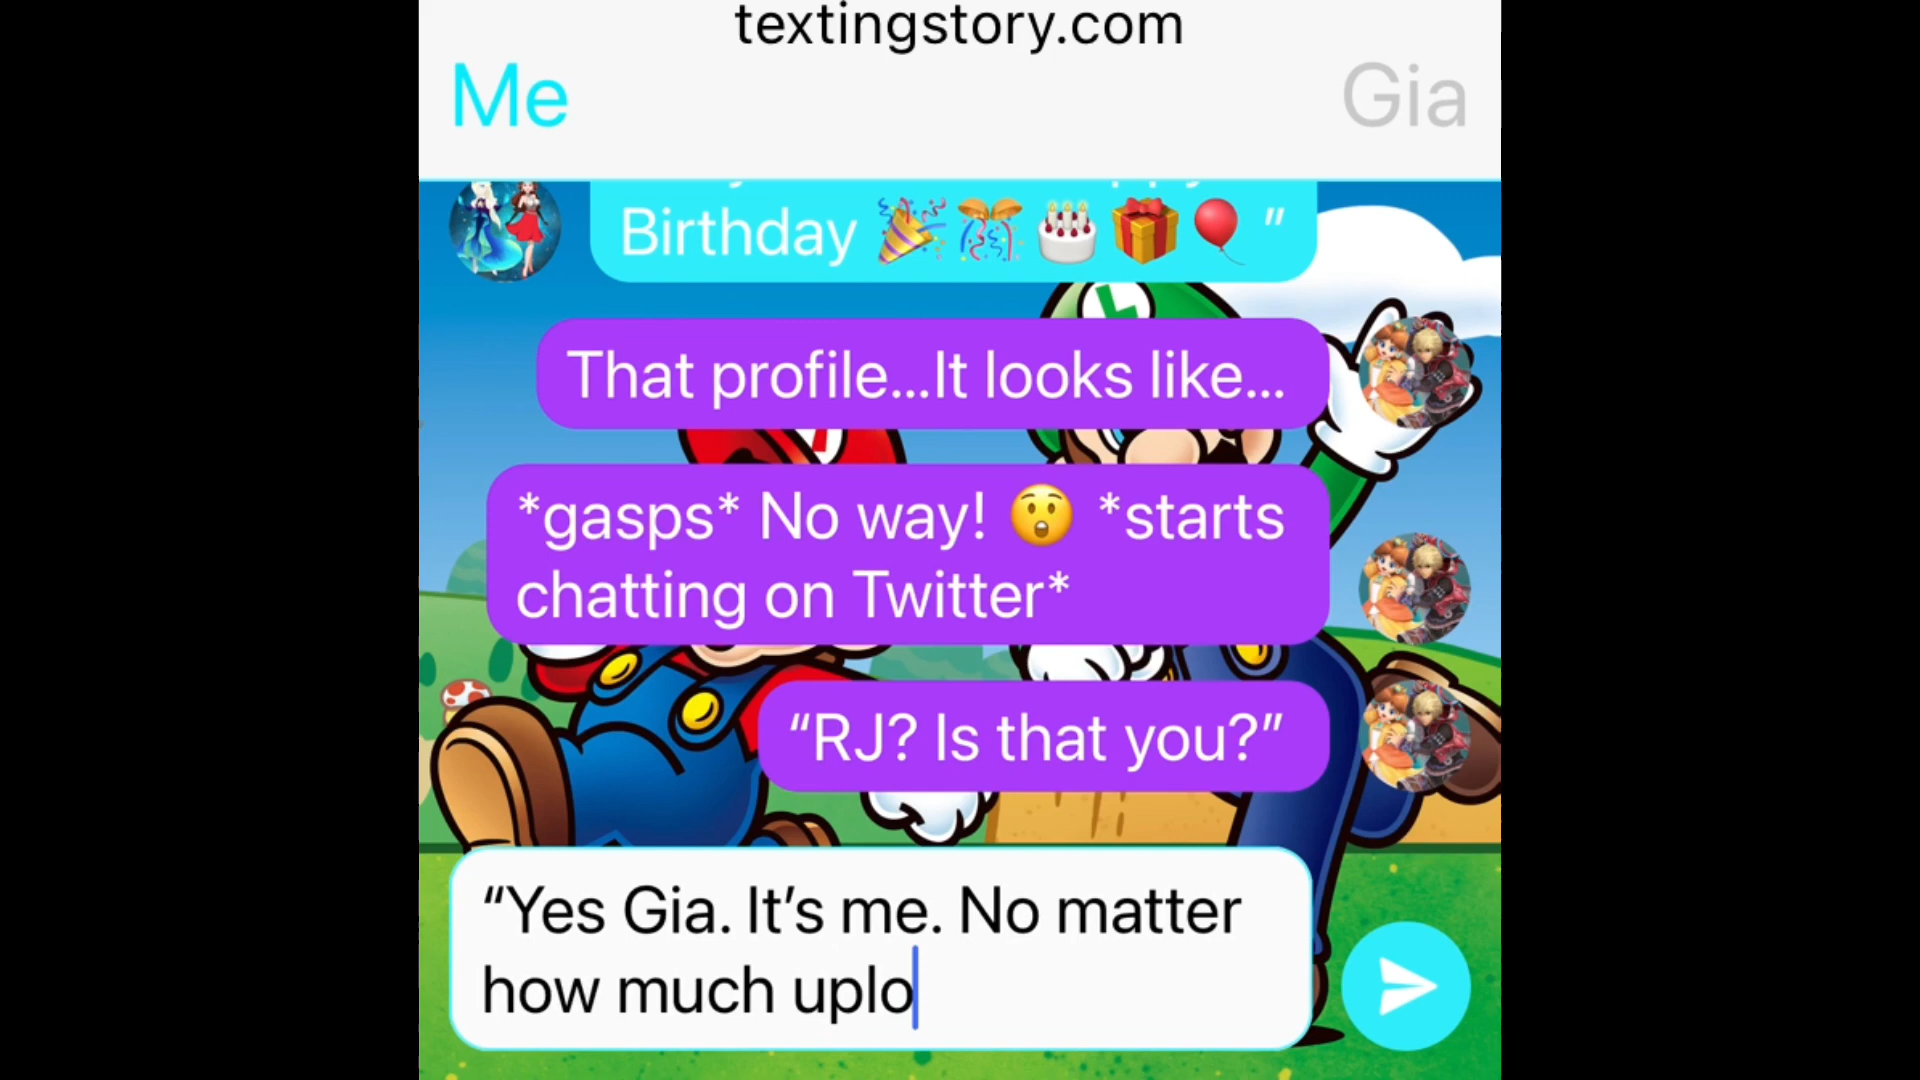 textingstory.com
Me
Gia
Birthday 🎉🎊🎂🎁🎈 ”
That profile...It looks like...
*gasps* No way! 😲 *starts
chatting on Twitter*
“RJ? Is that you?”
“Yes Gia. It’s me. No matter
how much uplo